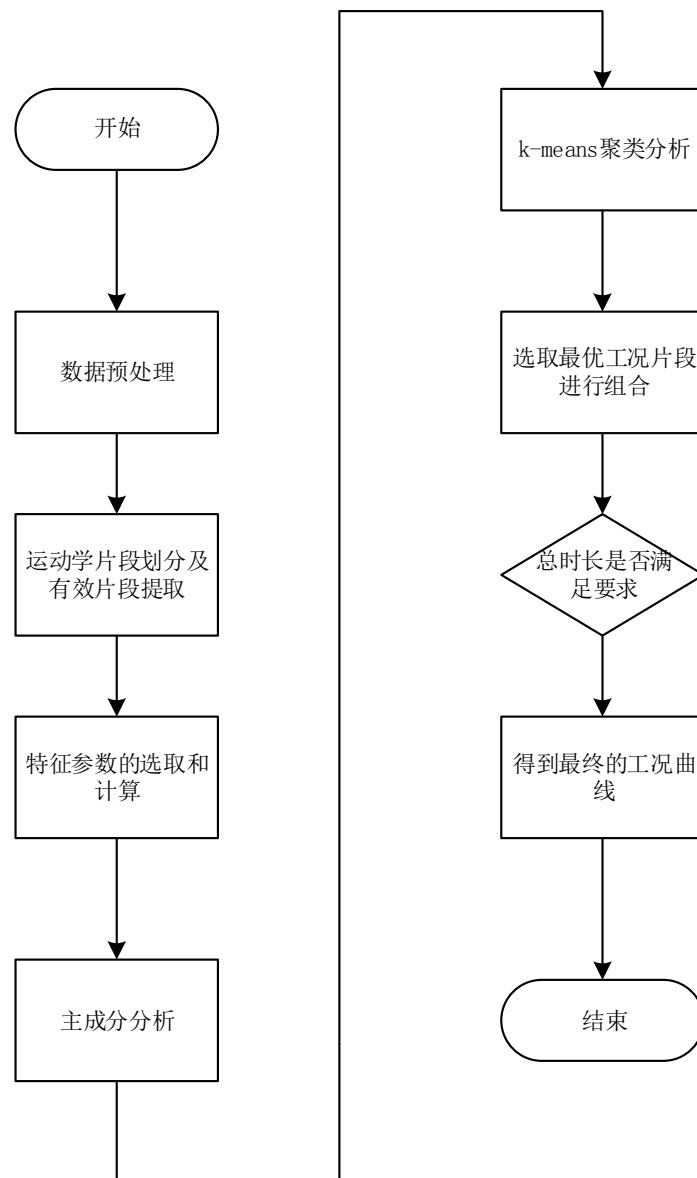 开始
数据预处理
运动学片段划分及
有效片段提取
特征参数的选取和
计算
主成分分析
k-means聚类分析
选取最优工况片段
进行组合
总时长是否满
足要求
得到最终的工况曲
线
结束